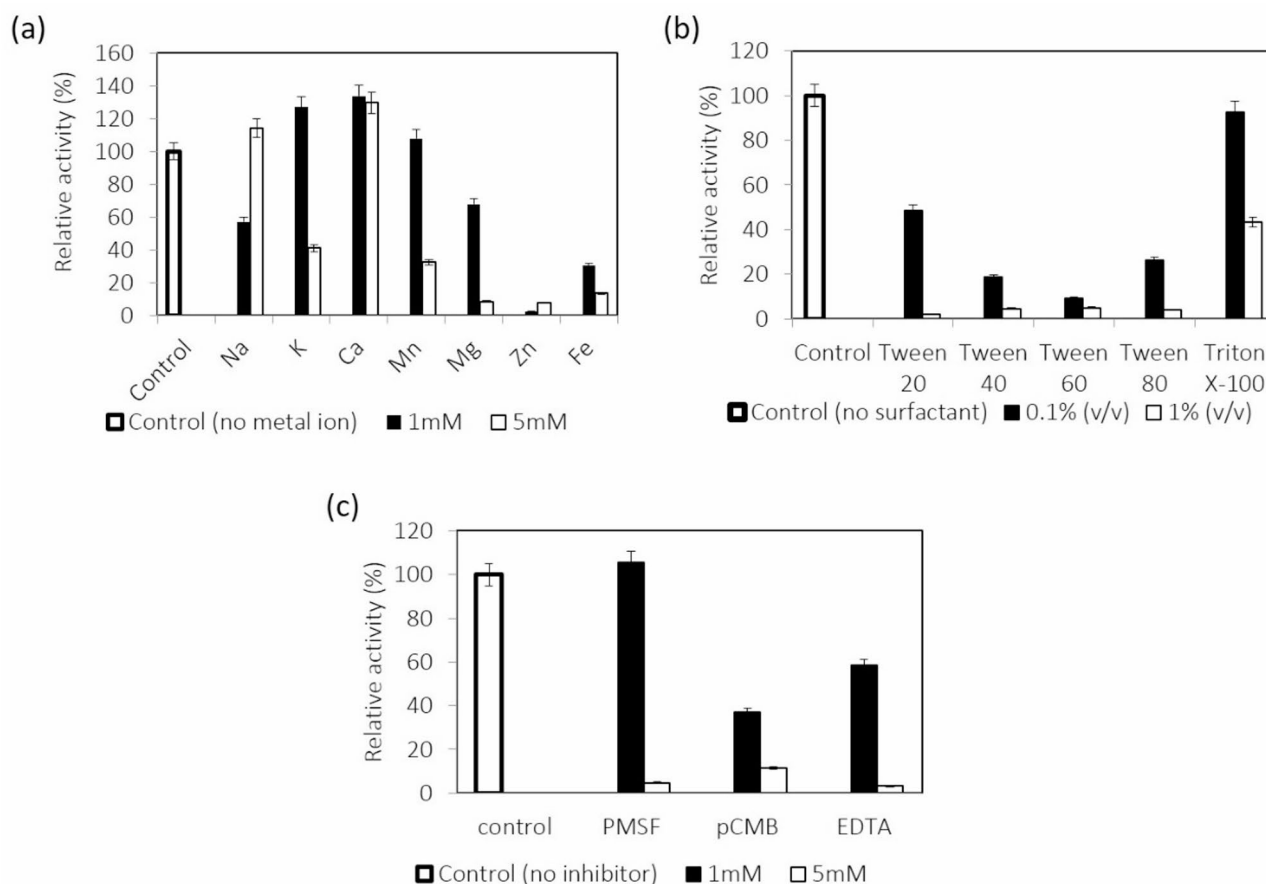 (a)
Relative activity (%)
160
140
120
100
80
60
40
20
0
Control
Na
K
Ca
Mn
Mg
Zn
Fe
Control (no metal ion) 1mM 5mM
(b)
Relative activity (%)
120
100
80
60
40
20
0
Control Tween Tween Tween Tween Triton
20 40 60 80 X-100
Control (no surfactant) 0.1% (v/v) 1% (v/v)
(c)
Relative activity (%)
120
100
80
60
40
20
0
control PMSF pCMB EDTA
Control (no inhibitor) 1mM 5mM